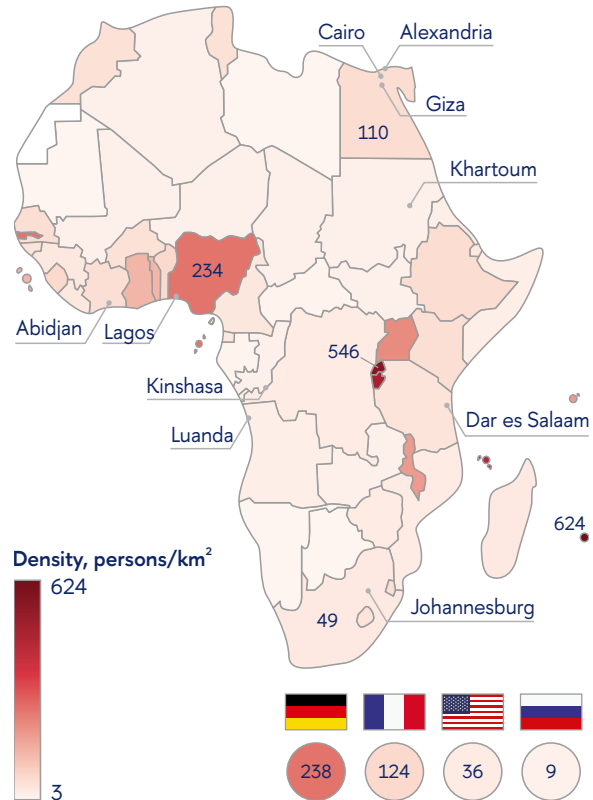 Cairo
Alexandria
Giza
110
Khartoum
234
Abidjan
Lagos
546
Kinshasa
Dar es Salaam
Luanda
624
Density, persons/km²
624
Johannesburg
49
3
238
124
36
9